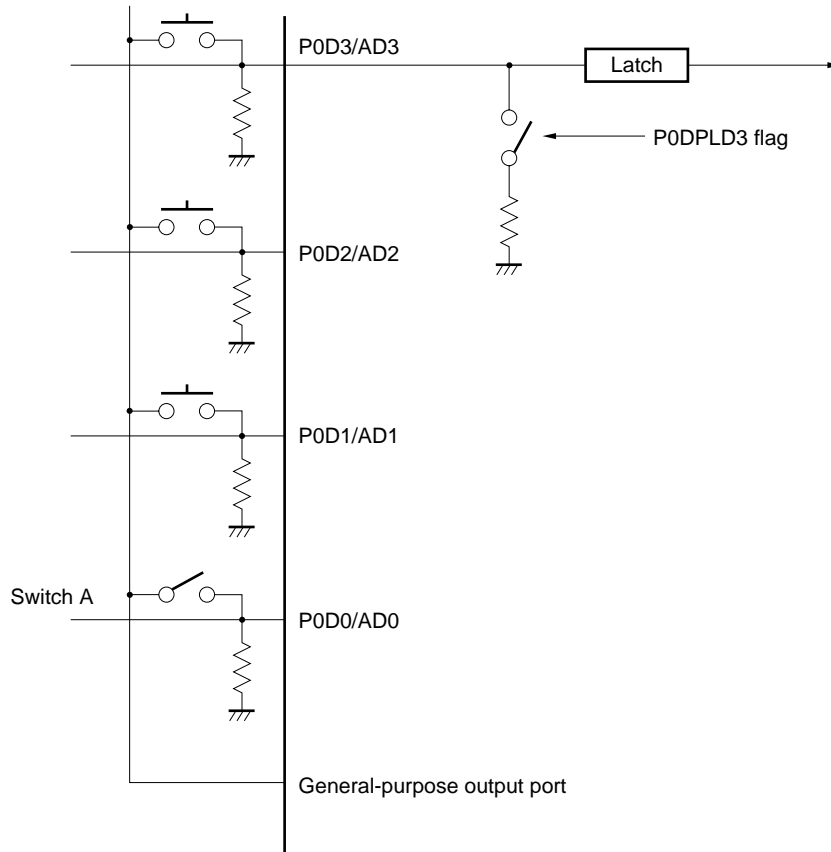 P0D3/AD3
Latch
P0DPLD3 flag
P0D2/AD2
P0D1/AD1
Switch A
P0D0/AD0
General-purpose output port